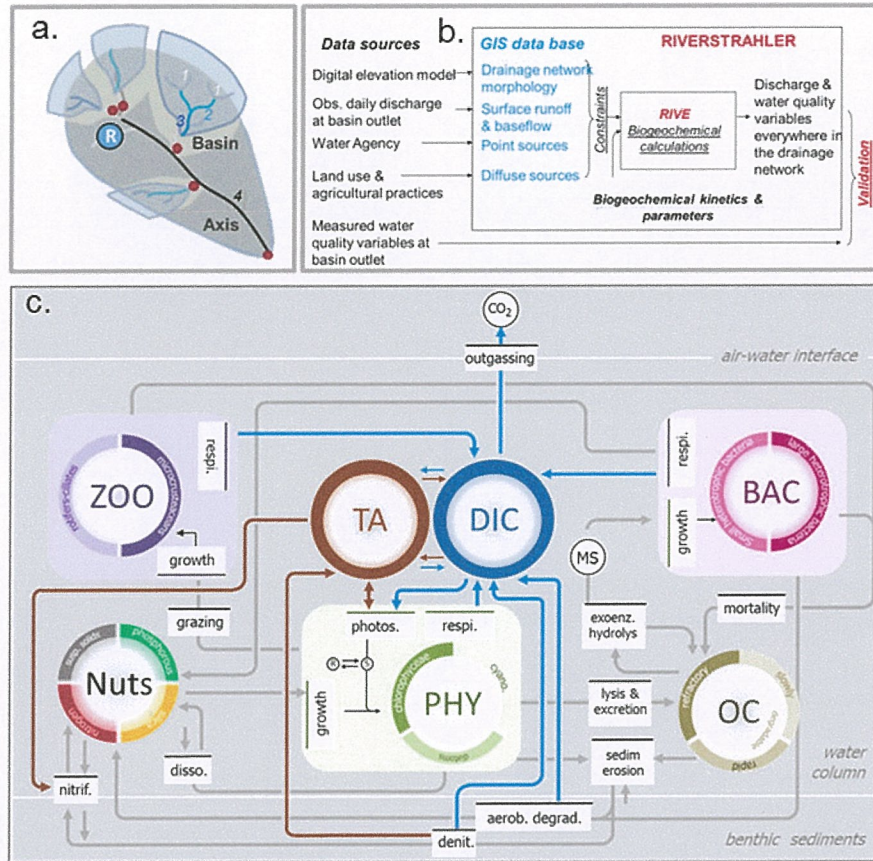 a.
1
1
2
3
R
Basin
4
Axis
b.
Data sources
GIS data base
RIVERSTRAHLER
Digital elevation model
Drainage network
morphology
Obs. daily discharge
at basin outlet
Surface runoff
& baseflow
Water Agency
Point sources
Land use &
agricultural practices
Diffuse sources
Constraints
RIVE
Biogeochemical
calculations
Discharge &
water quality
variables
everywhere in
the drainage
network
Biogeochemical kinetics &
parameters
Measured water
quality variables at
basin outlet
Validation
c.
CO2
outgassing
air-water interface
ZOO
rotifers-ciliates
microcrustaceans
respi.
growth
grazing
TA
DIC
BAC
Small heterotrophic bacteria
large heterotrophic bacteria
respi.
growth
MS
mortality
exoenz.
hydrolys
photos.
respi.
R
S
growth
PHY
chlorophyceae
cyano.
Nuts
susp. solids
phosphorous
nitrogen
lysis &
excretion
OC
refractory
slowly
rapid
sedim
erosion
disso.
nitrif.
water
column
denit.
aerob. degrad.
benthic sediments